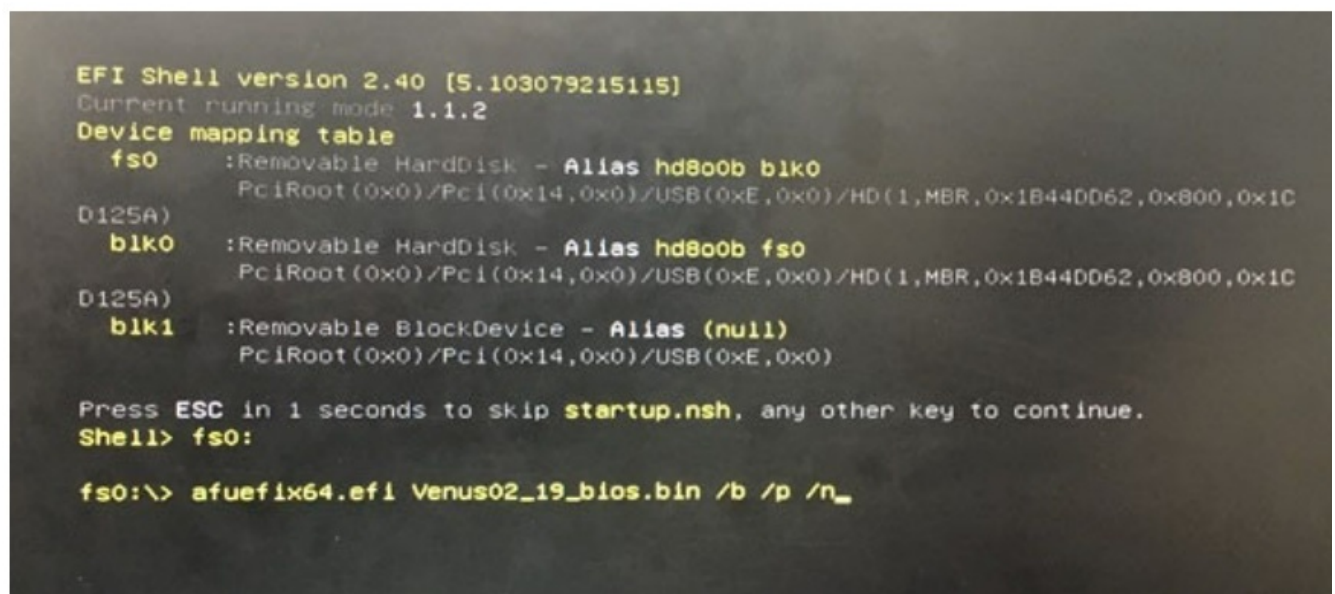 EFI Shell version 2.40 [5.103079215115]
Current running mode 1.1.2
Device mapping table
fs0 :Removable HardDisk - Alias hd8o0b blk0
PciRoot(0x0)/Pci(0x14,0x0)/USB(0xE,0x0)/HD(1,MBR,0x1B44DD62,0x800,0x1C
D125A)
blk0 :Removable HardDisk - Alias hd8o0b fs0
PciRoot(0x0)/Pci(0x14,0x0)/USB(0xE,0x0)/HD(1,MBR,0x1B44DD62,0x800,0x1C
D125A)
blk1 :Removable BlockDevice - Alias (null)
PciRoot(0x0)/Pci(0x14,0x0)/USB(0xE,0x0)
Press ESC in 1 seconds to skip startup.nsh, any other key to continue.
Shell> fs0:
fs0:\> afuefix64.efi Venus02_19_bios.bin /b /p /n_